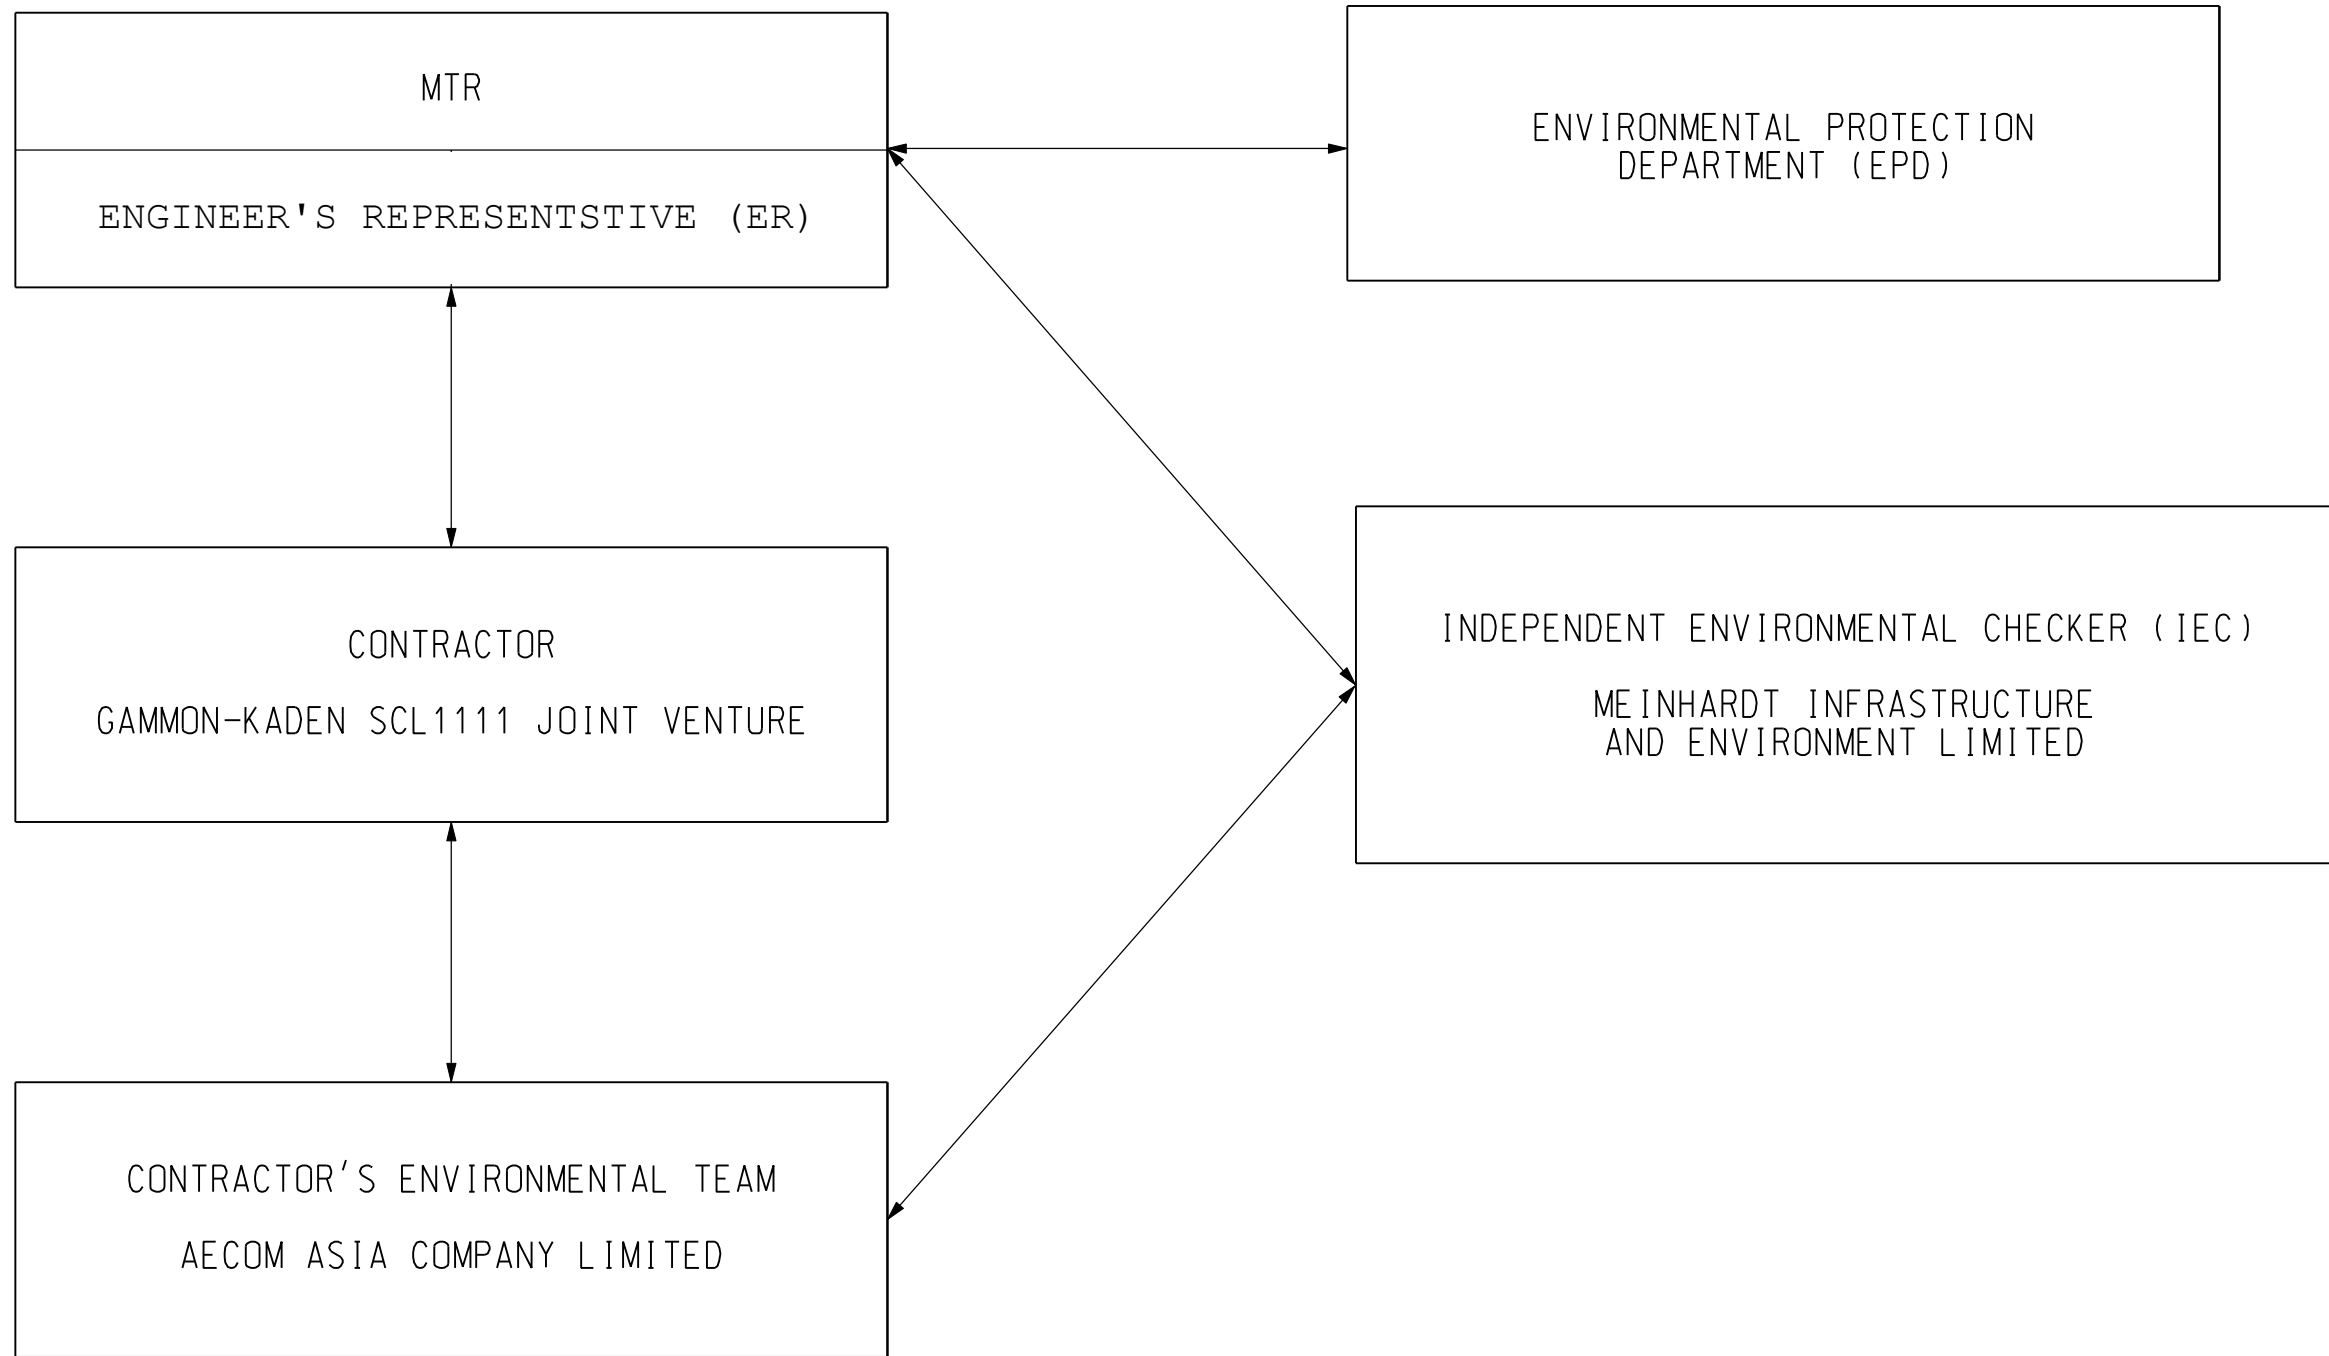 MTR
ENGINEER'S REPRESENTSTIVE (ER)
ENVIRONMENTAL PROTECTION
DEPARTMENT (EPD)
CONTRACTOR
GAMMON-KADEN SCL1111 JOINT VENTURE
INDEPENDENT ENVIRONMENTAL CHECKER (IEC)
MEINHARDT INFRASTRUCTURE
AND ENVIRONMENT LIMITED
CONTRACTOR'S ENVIRONMENTAL TEAM
AECOM ASIA COMPANY LIMITED